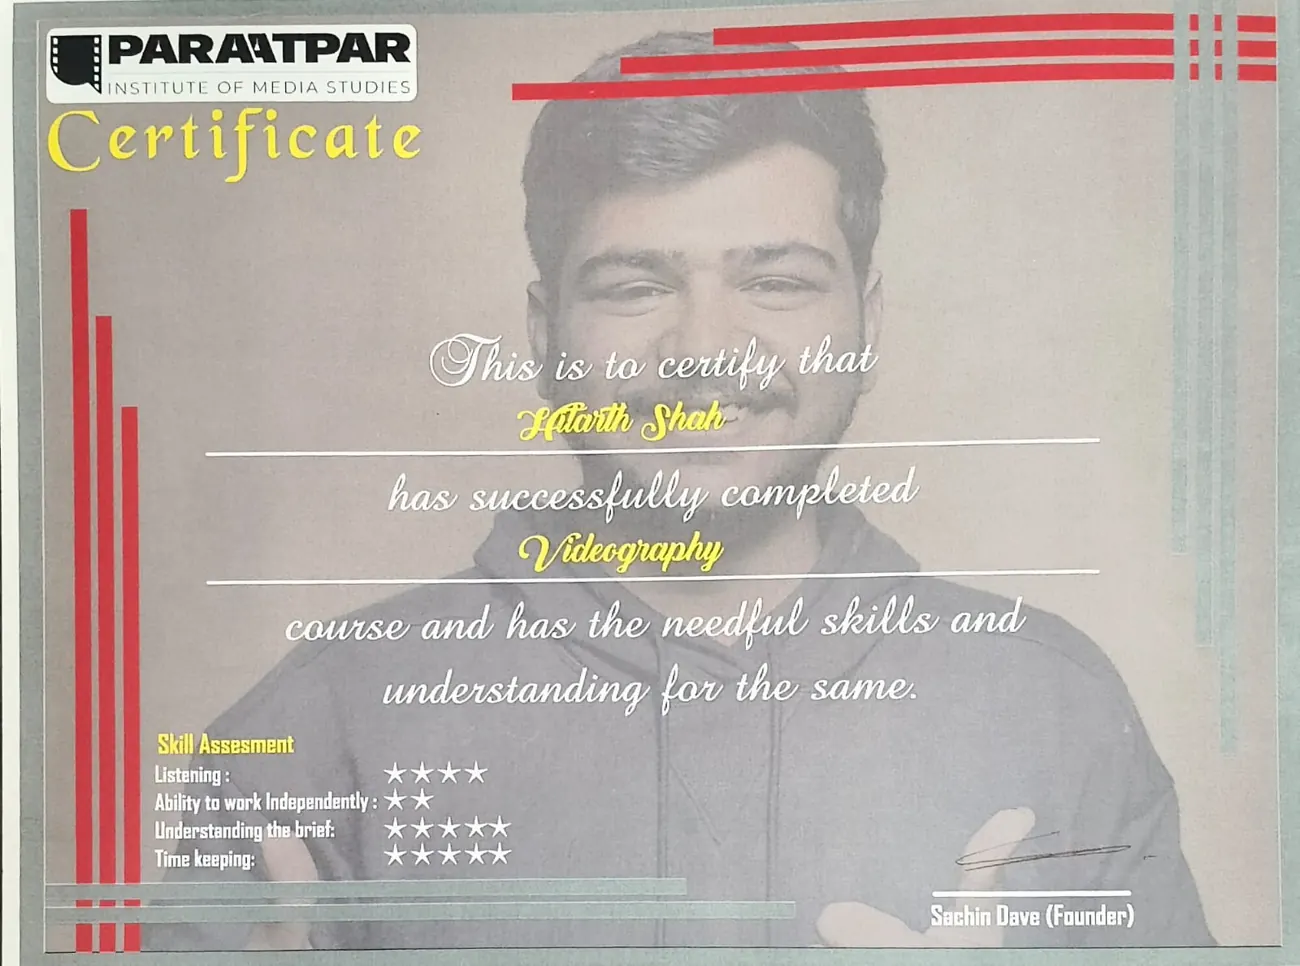 PARAATPAR
INSTITUTE OF MEDIA STUDIES
Certificate
This is to certify that
Hitarth Shah
has successfully completed
Videography
course and has the needful skills and
understanding for the same.
Skill Assesment
Listening : ★★★★
Ability to work Independently : ★★
Understanding the brief: ★★★★★
Time keeping: ★★★★★
Sachin Dave (Founder)